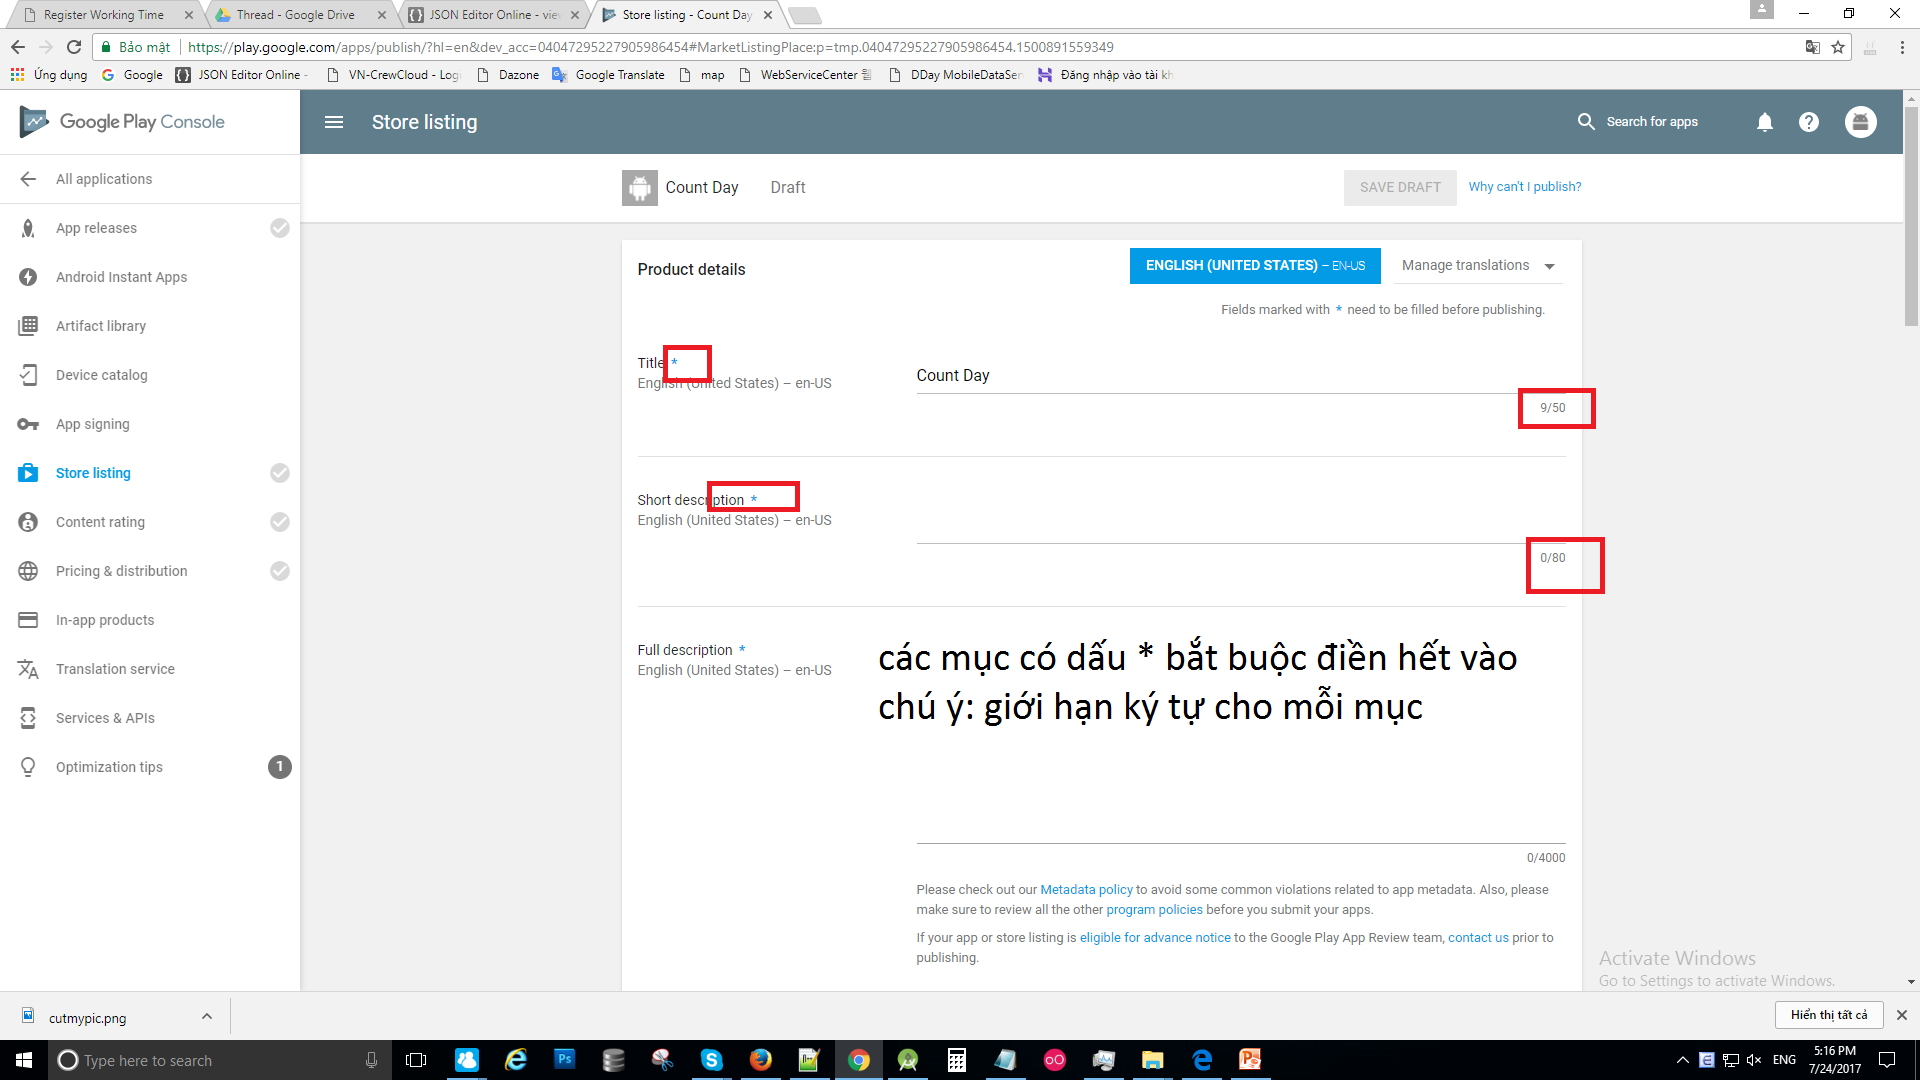 Register Working Time
Thread - Google Drive
JSON Editor Online - vie
Store listing - Count Day
Bảo mật
https://play.google.com/apps/publish/?hl=en&dev_acc=04047295227905986454#MarketListingPlace:p=tmp.04047295227905986454.1500891559349
Ứng dụng
Google
JSON Editor Online -
VN-CrewCloud - Log
Dazone
Google Translate
map
WebServiceCenter
DDay MobileDataSer
Đăng nhập vào tài kh
Google Play Console
Store listing
Search for apps
All applications
Count Day
Draft
SAVE DRAFT
Why can't I publish?
App releases
Android Instant Apps
Artifact library
Device catalog
App signing
Store listing
Content rating
Pricing & distribution
In-app products
Translation service
Services & APIs
Optimization tips
1
Product details
ENGLISH (UNITED STATES) – EN-US
Manage translations
Fields marked with * need to be filled before publishing.
Title *
English (United States) – en-US
Count Day
9/50
Short description *
English (United States) – en-US
0/80
Full description *
English (United States) – en-US
các mục có dấu * bắt buộc điền hết vào
chú ý: giới hạn ký tự cho mỗi mục
0/4000
Please check out our Metadata policy to avoid some common violations related to app metadata. Also, please
make sure to review all the other program policies before you submit your apps.
If your app or store listing is eligible for advance notice to the Google Play App Review team, contact us prior to
publishing.
Activate Windows
Go to Settings to activate Windows.
cutmypic.png
Hiển thị tất cả
Type here to search
ENG
5:16 PM
7/24/2017